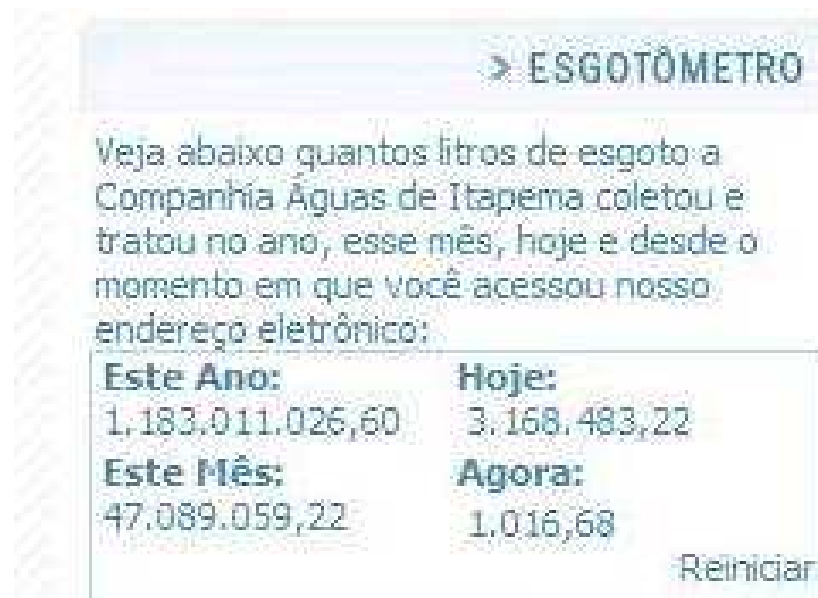 > ESGOTÔMETRO
Veja abaixo quantos litros de esgoto a
Companhia Águas de Itapema coletou e
tratou no ano, esse mês, hoje e desde o
momento em que você acessou nosso
endereço eletrônico:
Este Ano: Hoje:
1.183.011.026,60 3.168.483,22
Este Mês: Agora:
47.089.059,22 1.016,68
Reiniciar